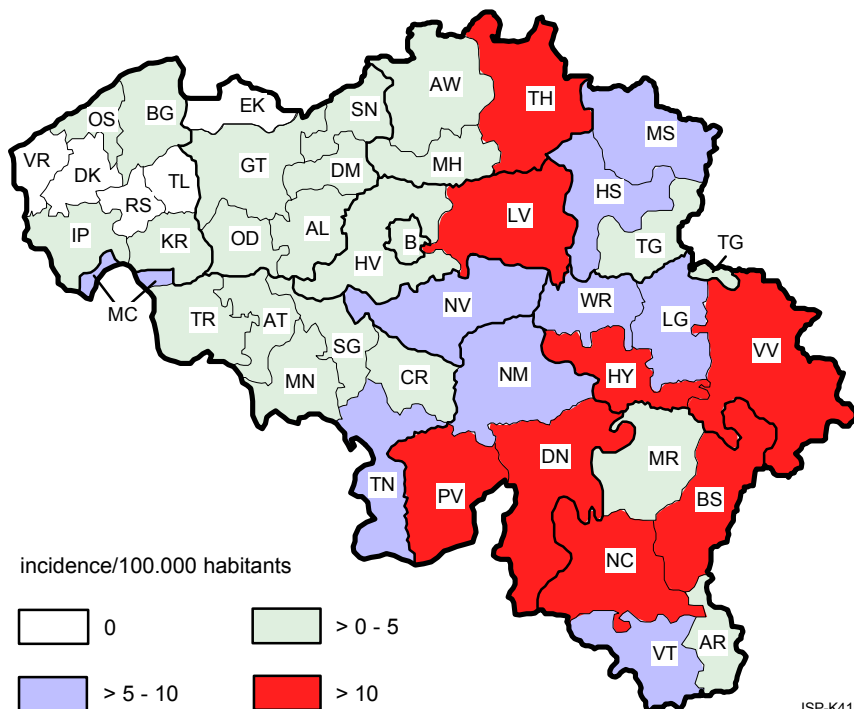 AW
TH
EK
SN
OS
BG
MS
VR
DK
TL
GT
DM
MH
HS
RS
LV
IP
KR
OD
AL
B
TG
TG
HV
MC
NV
WR
LG
TR
AT
SG
VV
MN
CR
NM
HY
TN
PV
DN
MR
BS
NC
AR
VT
incidence/100.000 habitants
0
> 0 - 5
> 5 - 10
> 10
ISP-K41